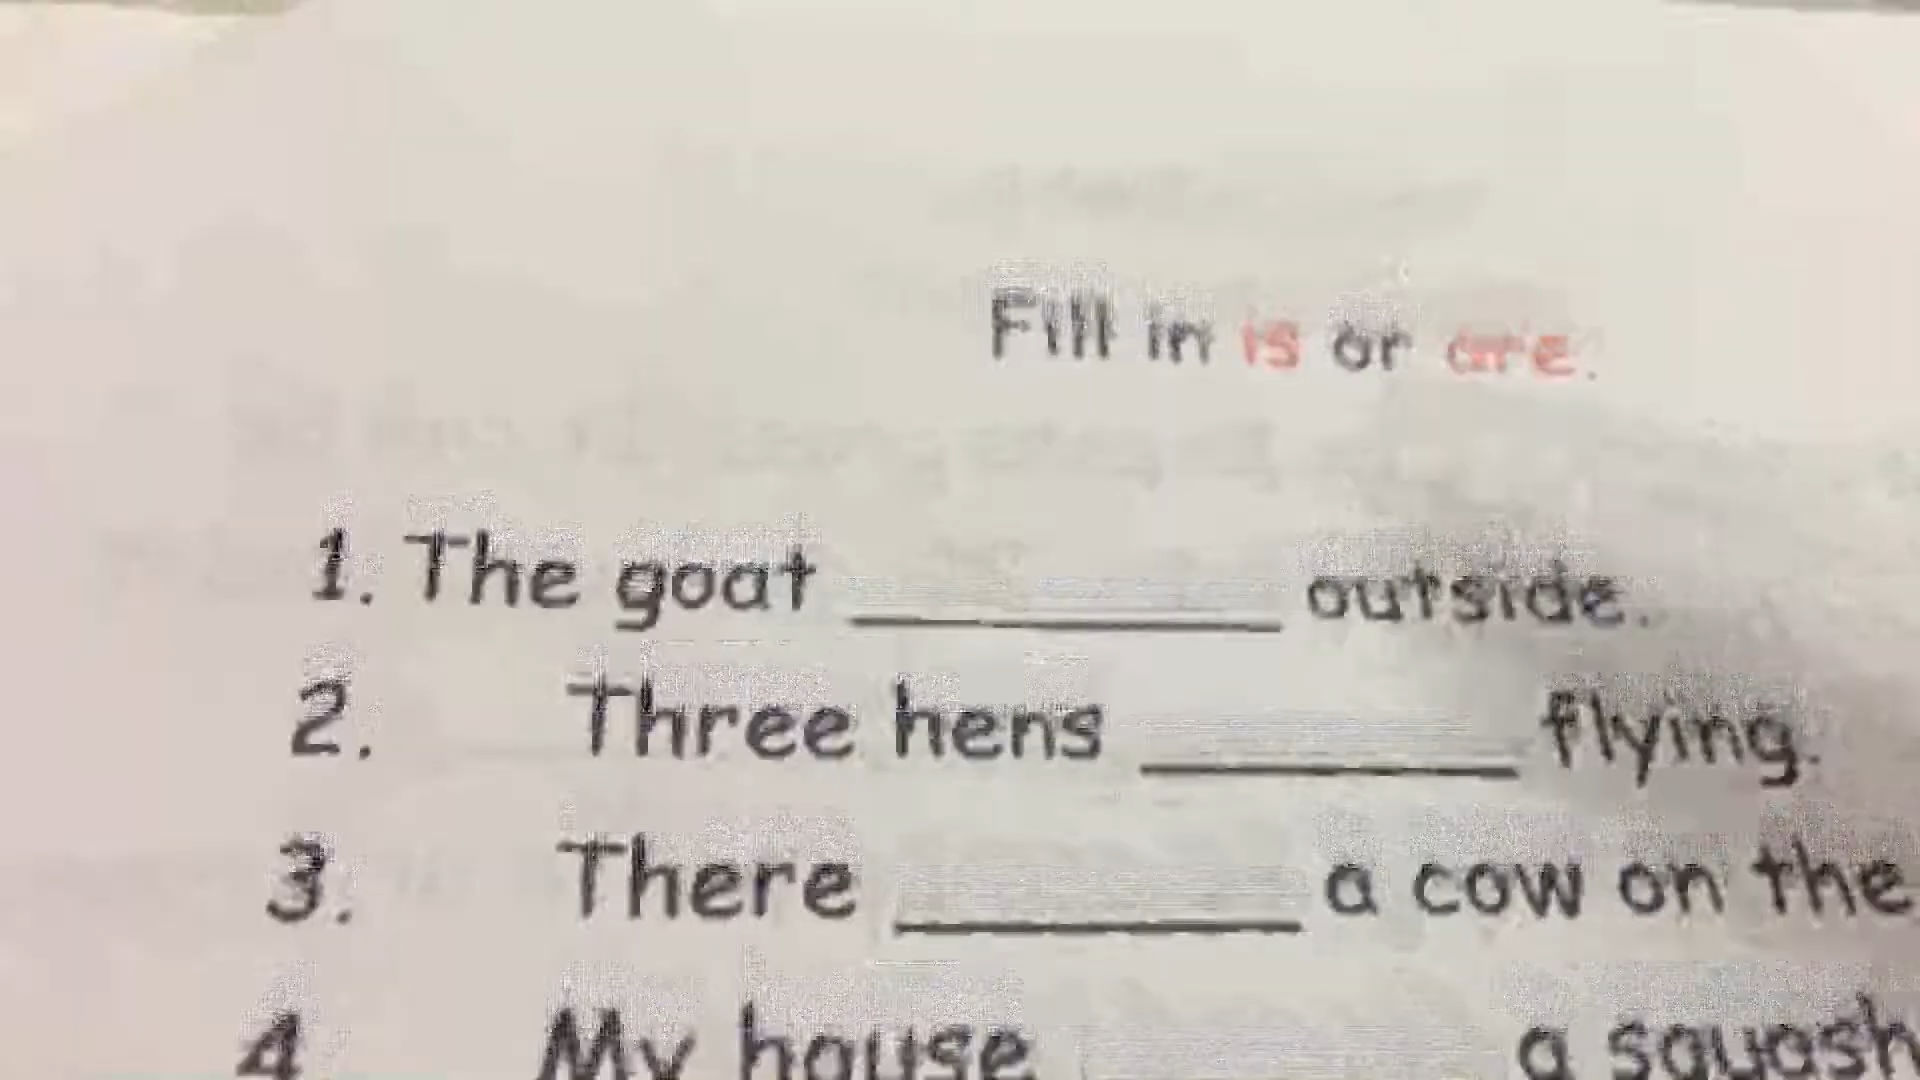 Fill in is or are.
1. The goat ________ outside.
2. Three hens ________ flying.
3. There ________ a cow on the
4 My house ________ a squash